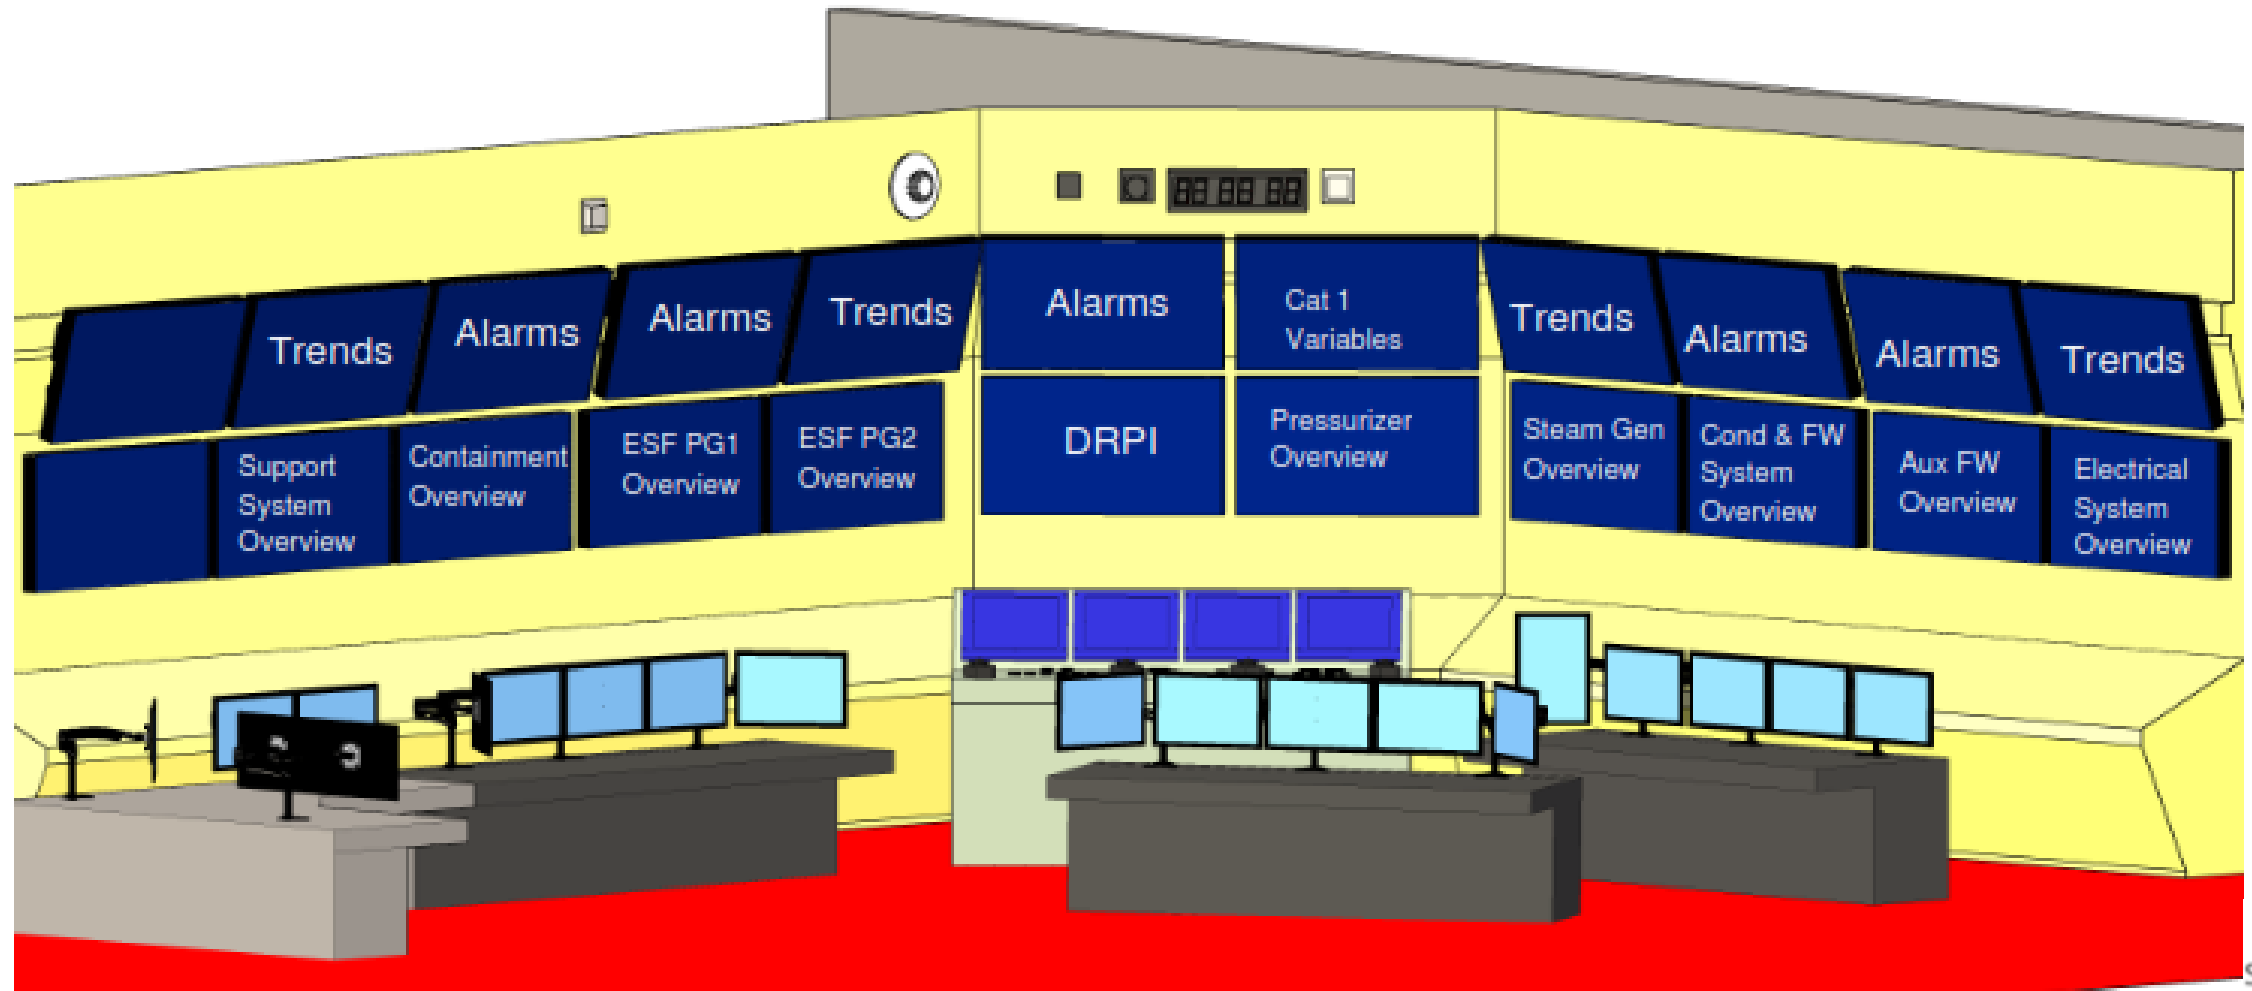 Trends
Alarms
Alarms
Trends
Alarms
Cat 1
Variables
Trends
Alarms
Alarms
Trends
Support
System
Overview
Containment
Overview
ESF PG1
Overview
ESF PG2
Overview
DRPI
Pressurizer
Overview
Steam Gen
Overview
Cond & FW
System
Overview
Aux FW
Overview
Electrical
System
Overview